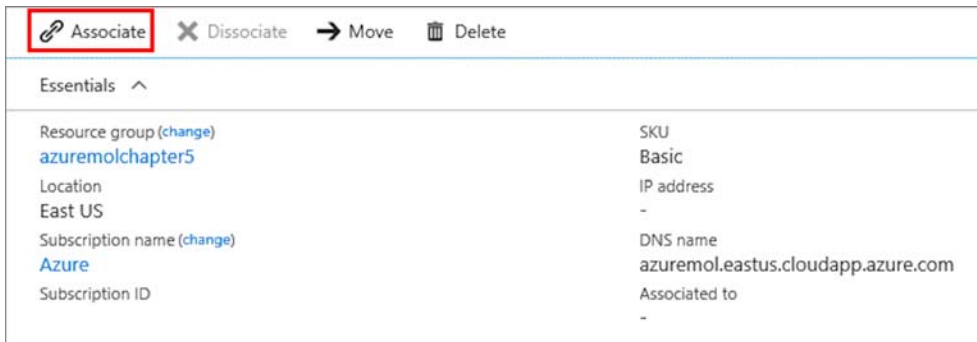 Associate Dissociate Move Delete
Essentials
Resource group (change)
azuremolchapter5
Location
East US
Subscription name (change)
Azure
Subscription ID
SKU
Basic
IP address
-
DNS name
azuremol.eastus.cloudapp.azure.com
Associated to
-